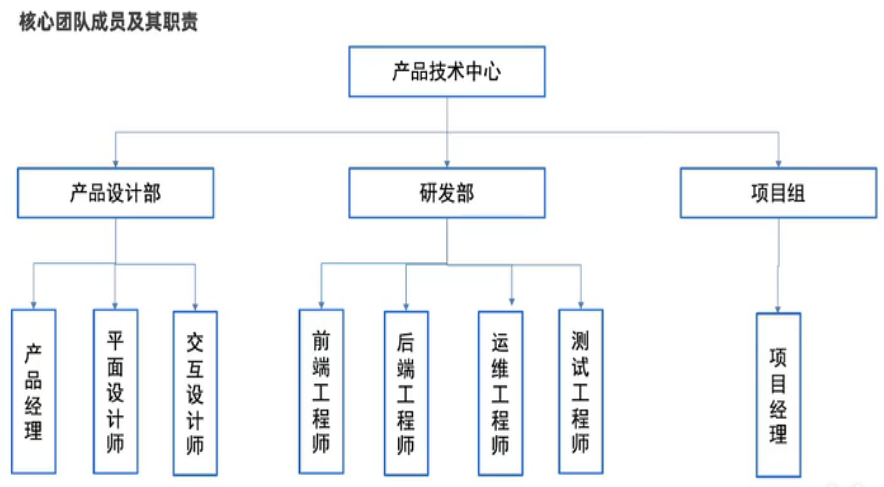 核心团队成员及其职责
产品技术中心
产品设计部
研发部
项目组
产品经理
平面设计师
交互设计师
前端工程师
后端工程师
运维工程师
测试工程师
项目经理